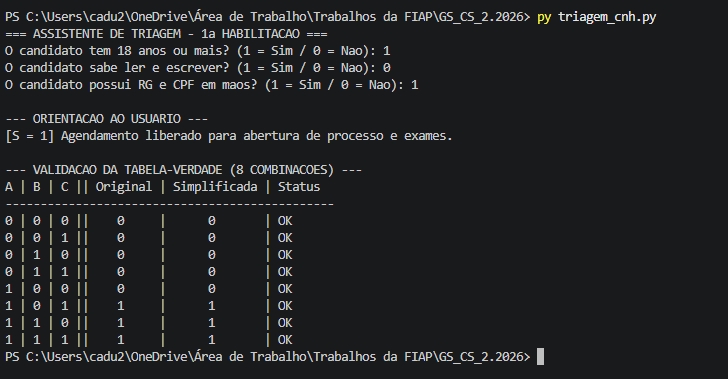 PS C:\Users\cadu2\OneDrive\Área de Trabalho\Trabalhos da FIAP\GS_CS_2.2026> py triagem_cnh.py
=== ASSISTENTE DE TRIAGEM - 1a HABILITACAO ===
O candidato tem 18 anos ou mais? (1 = Sim / 0 = Nao): 1
O candidato sabe ler e escrever? (1 = Sim / 0 = Nao): 0
O candidato possui RG e CPF em maos? (1 = Sim / 0 = Nao): 1

--- ORIENTACAO AO USUARIO ---
[S = 1] Agendamento liberado para abertura de processo e exames.

--- VALIDACAO DA TABELA-VERDADE (8 COMBINACOES) ---
A | B | C || Original | Simplificada | Status
--------------------------------------------------
0 | 0 | 0 ||    0     |      0       | OK
0 | 0 | 1 ||    0     |      0       | OK
0 | 1 | 0 ||    0     |      0       | OK
0 | 1 | 1 ||    0     |      0       | OK
1 | 0 | 0 ||    0     |      0       | OK
1 | 0 | 1 ||    1     |      1       | OK
1 | 1 | 0 ||    1     |      1       | OK
1 | 1 | 1 ||    1     |      1       | OK
PS C:\Users\cadu2\OneDrive\Área de Trabalho\Trabalhos da FIAP\GS_CS_2.2026>